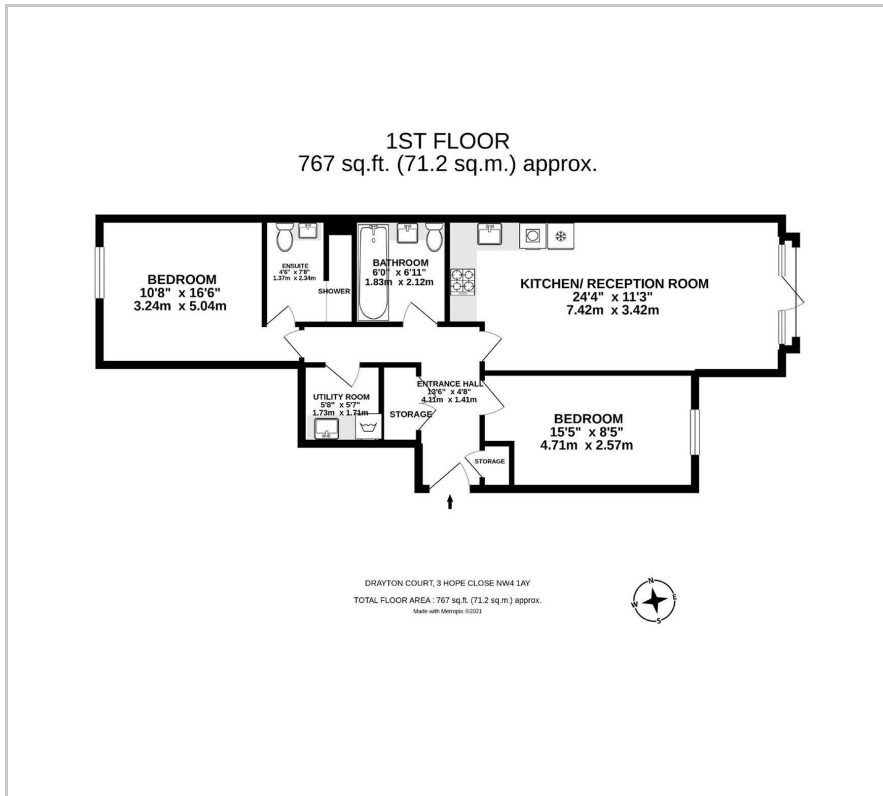 1ST FLOOR
767 sq.ft. (71.2 sq.m.) approx.
BEDROOM
10'8" x 16'6"
3.24m x 5.04m
ENSUITE
4'6" x 7'8"
1.37m x 2.34m
SHOWER
BATHROOM
6'0" x 6'11"
1.83m x 2.12m
KITCHEN/ RECEPTION ROOM
24'4" x 11'3"
7.42m x 3.42m
UTILITY ROOM
5'8" x 5'7"
1.73m x 1.71m
STORAGE
ENTRANCE HALL
13'6" x 4'8"
4.11m x 1.41m
BEDROOM
15'5" x 8'5"
4.71m x 2.57m
STORAGE
DRAYTON COURT, 3 HOPE CLOSE NW4 1AY
TOTAL FLOOR AREA : 767 sq.ft. (71.2 sq.m.) approx.
Made with Metropix ©2021
N
E
W
S